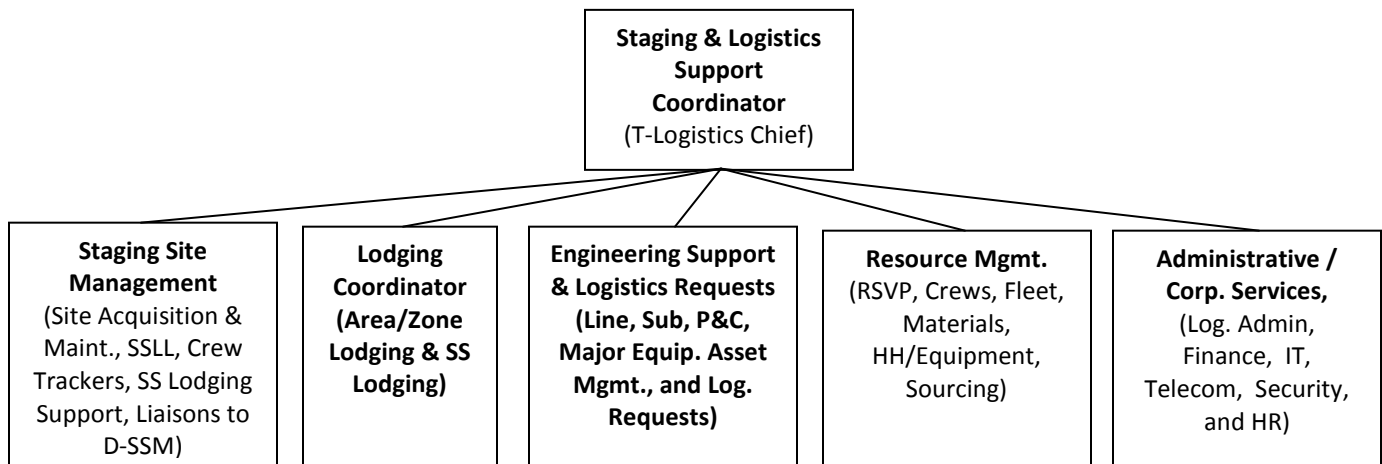 Staging & Logistics
Support
Coordinator
(T-Logistics Chief)
Staging Site
Management
(Site Acquisition &
Maint., SSLL, Crew
Trackers, SS Lodging
Support, Liaisons to
D-SSM)
Lodging
Coordinator
(Area/Zone
Lodging & SS
Lodging)
Engineering Support
& Logistics Requests
(Line, Sub, P&C,
Major Equip. Asset
Mgmt., and Log.
Requests)
Resource Mgmt.
(RSVP, Crews, Fleet,
Materials,
HH/Equipment,
Sourcing)
Administrative /
Corp. Services,
(Log. Admin,
Finance, IT,
Telecom, Security,
and HR)